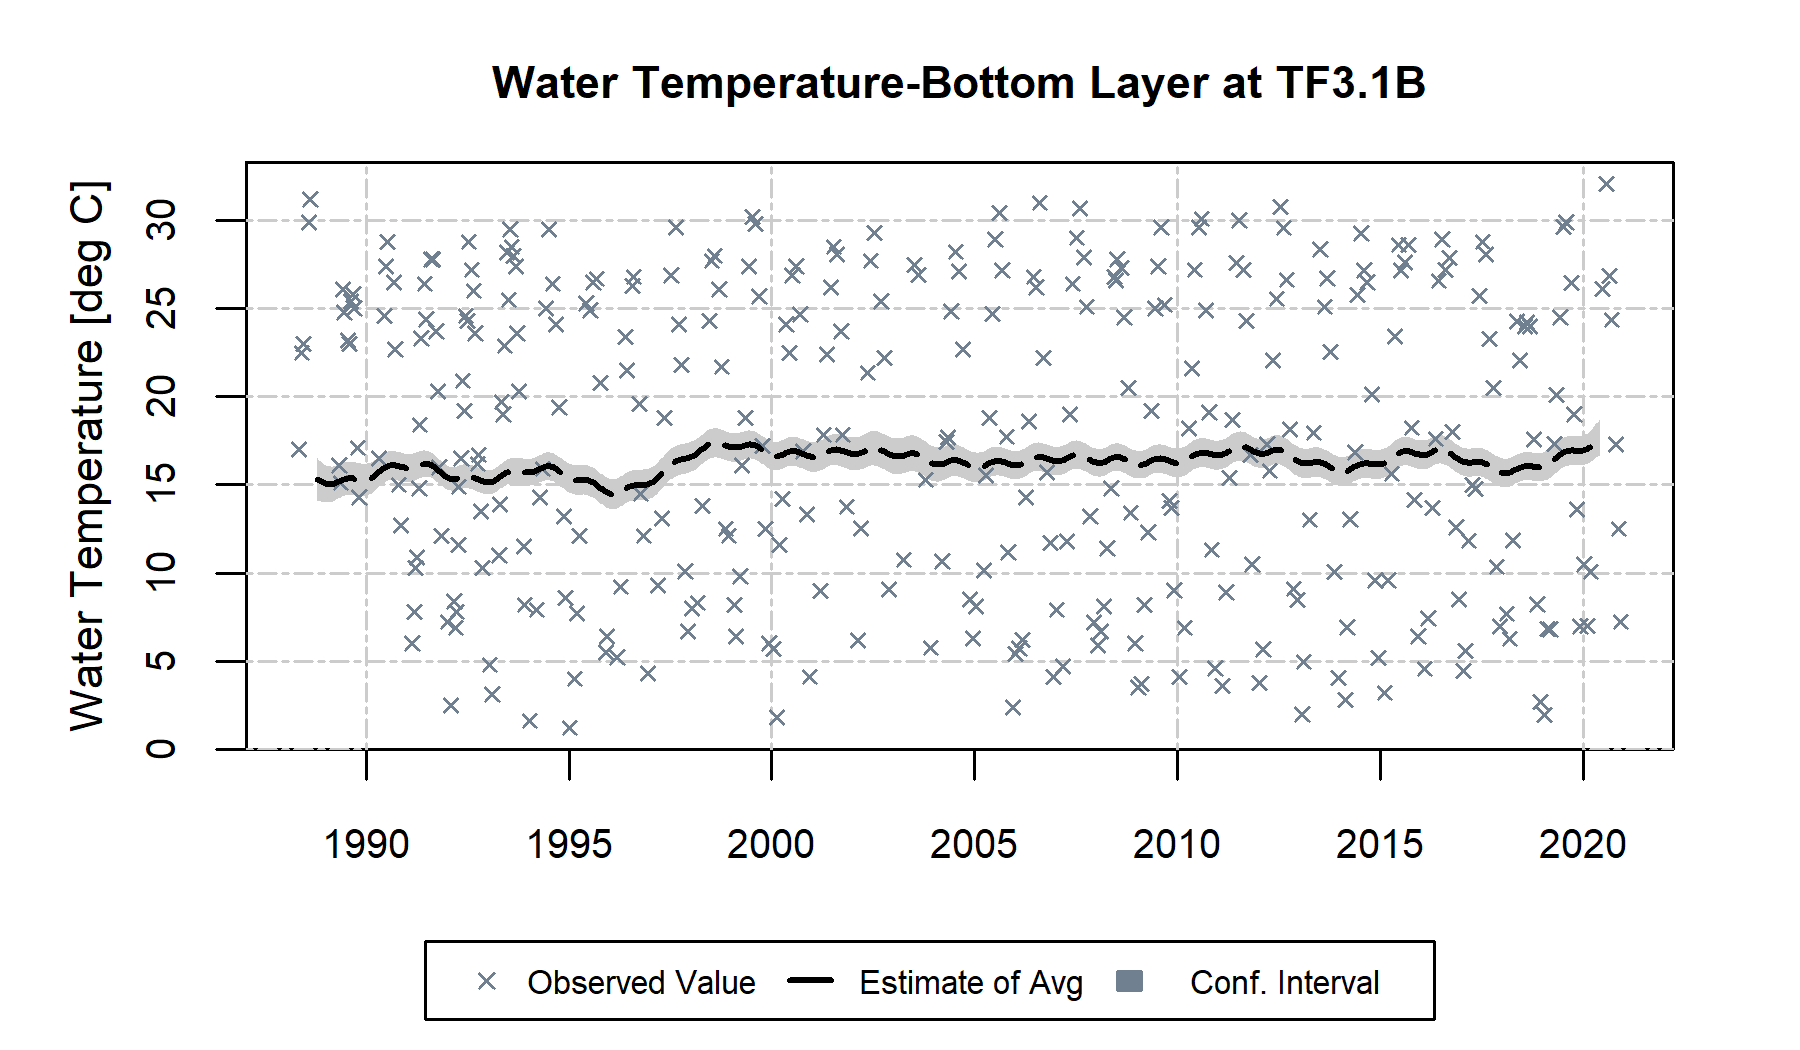 Water Temperature-Bottom Layer at TF3.1B
Water Temperature [deg C]
30
25
20
15
10
5
0
1990 1995 2000 2005 2010 2015 2020
Observed Value Estimate of Avg Conf. Interval